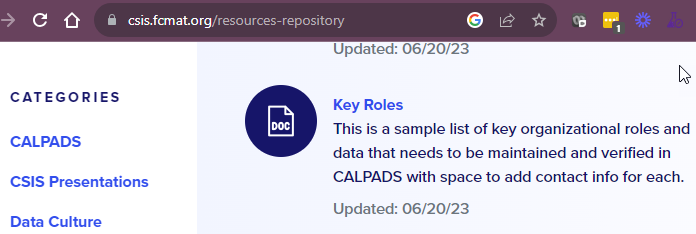 csis.fcmat.org/resources-repository
1
Updated: 06/20/23
CATEGORIES
CALPADS
CSIS Presentations
Data Culture
DOC
Key Roles
This is a sample list of key organizational roles and
data that needs to be maintained and verified in
CALPADS with space to add contact info for each.
Updated: 06/20/23